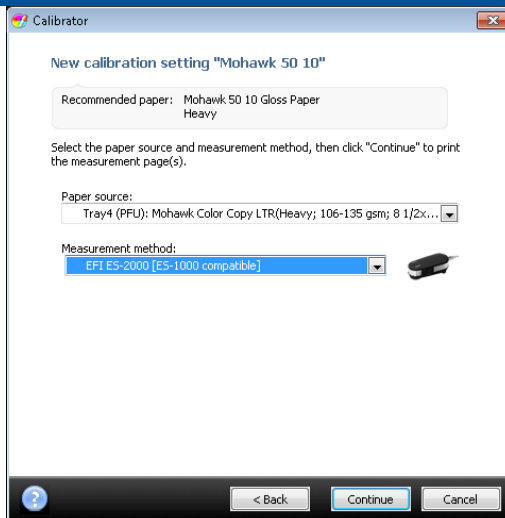 Calibrator
New calibration setting "Mohawk 50 10"
Recommended paper: Mohawk 50 10 Gloss Paper
Heavy
Select the paper source and measurement method, then click "Continue" to print
the measurement page(s).
Paper source:
Tray4 (PFU): Mohawk Color Copy LTR(Heavy; 106-135 gsm; 8 1/2x...
Measurement method:
EFI ES-2000 [ES-1000 compatible]
? < Back Continue Cancel